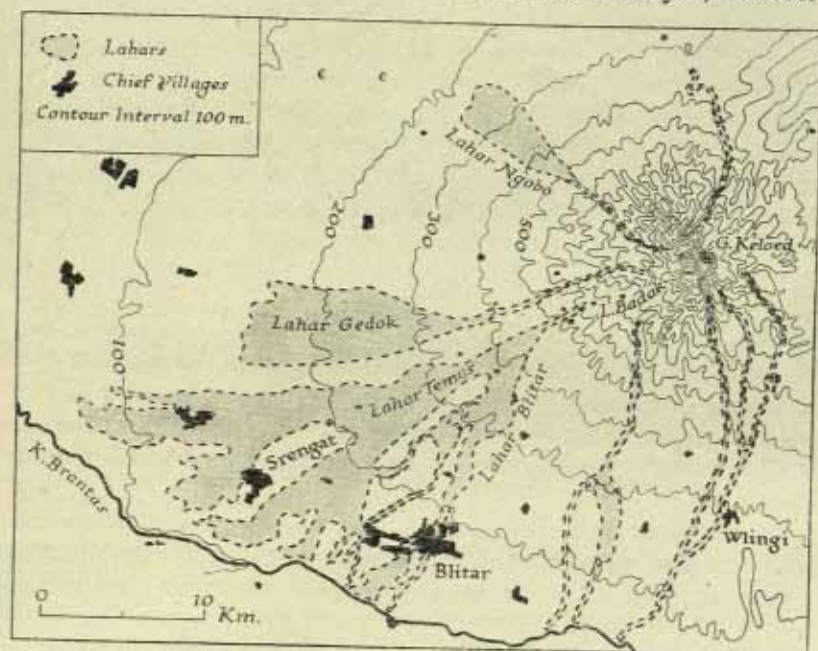 Lahars
Chief Villages
Contour Interval 100 m.
Lahar Ngobo
200
300
500
G. Keloed
L. Badak
Lahar Gedok
100
Lahar Temas
Lahar Blitar
Srengat
K. Brantas
Blitar
Wlingi
0 10
Km.